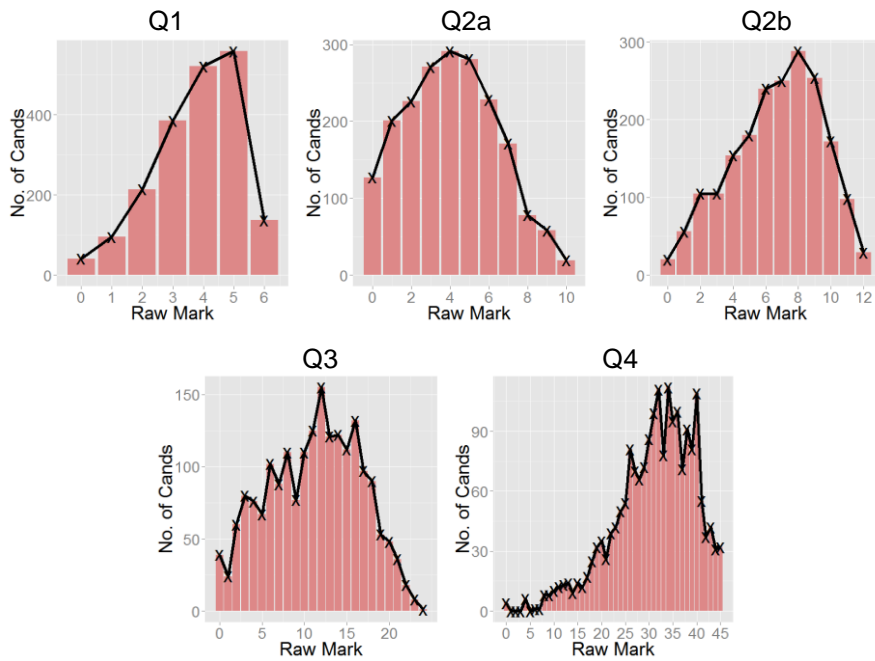 Q1
Q2a
Q2b
No. of Cands
400
200
0
0 1 2 3 4 5 6
Raw Mark
No. of Cands
300
200
100
0
0 2 4 6 8 10
Raw Mark
No. of Cands
300
200
100
0
0 2 4 6 8 10 12
Raw Mark
Q3
Q4
No. of Cands
150
100
50
0
0 5 10 15 20
Raw Mark
No. of Cands
90
60
30
0
0 5 10 15 20 25 30 35 40 45
Raw Mark